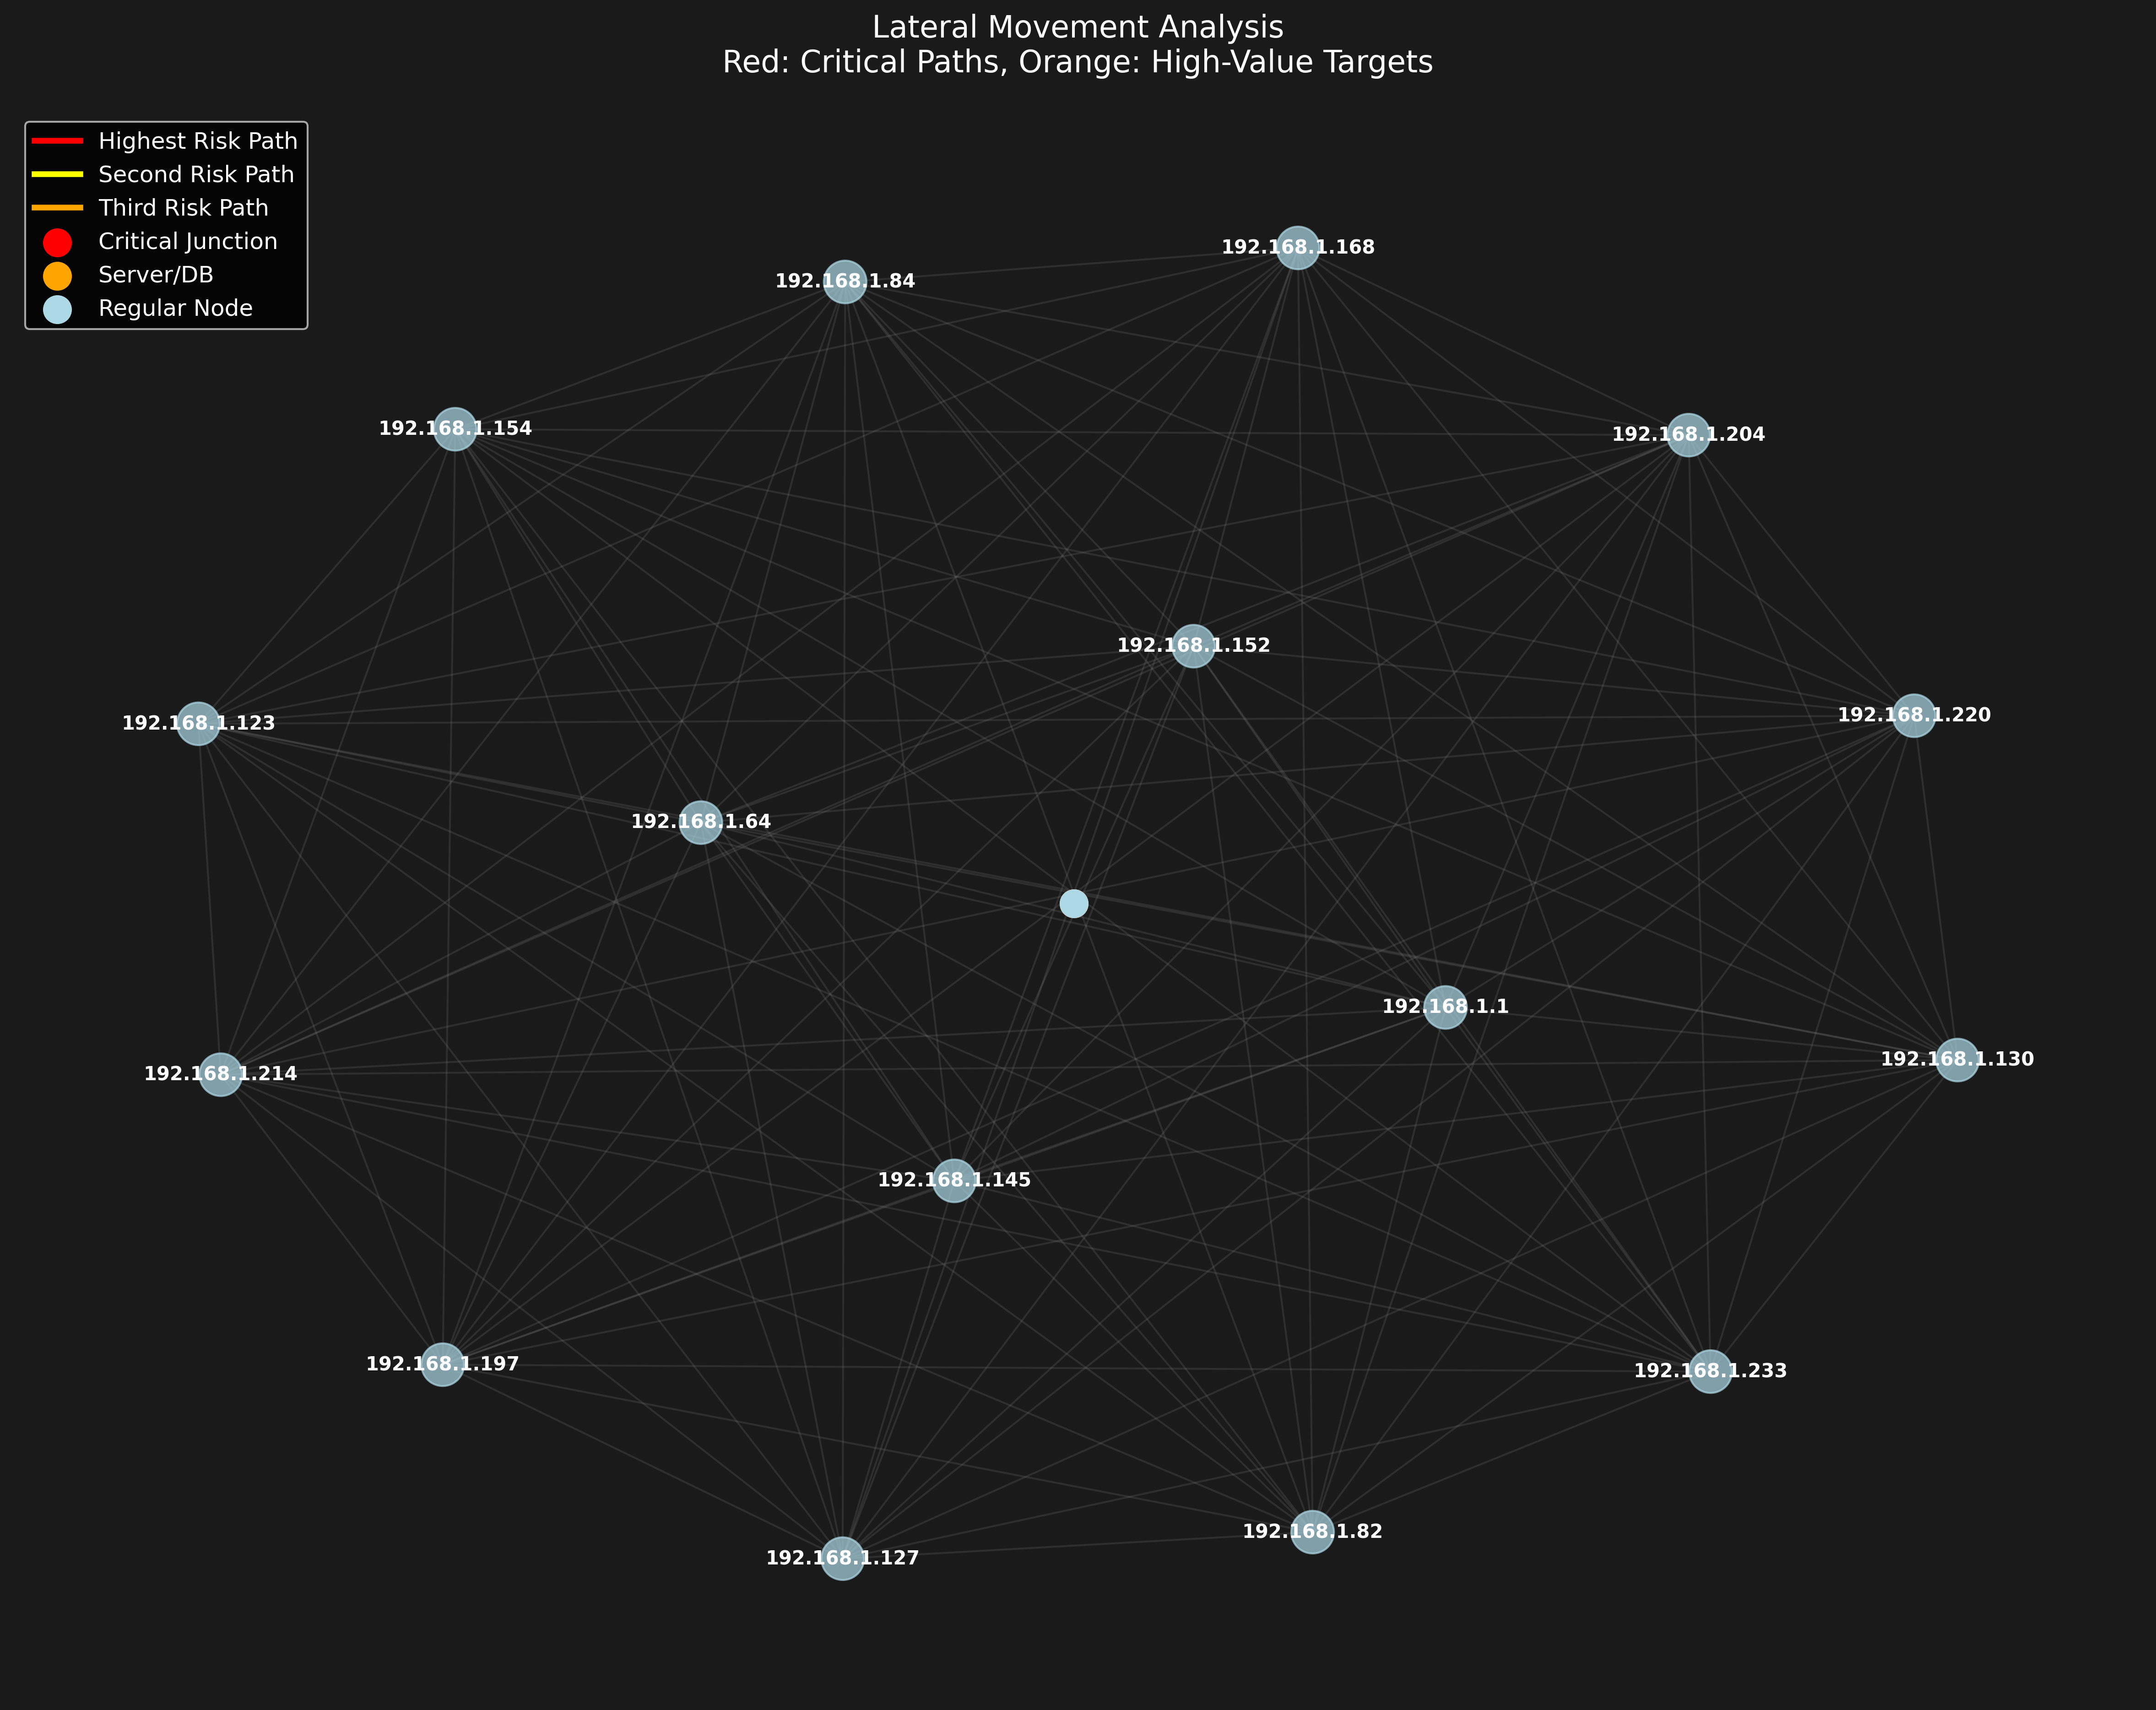 Lateral Movement Analysis
Red: Critical Paths, Orange: High-Value Targets
Highest Risk Path
Second Risk Path
Third Risk Path
Critical Junction
Server/DB
Regular Node
192.168.1.168
192.168.1.84
192.168.1.154
192.168.1.204
192.168.1.152
192.168.1.220
192.168.1.123
192.168.1.64
192.168.1.1
192.168.1.130
192.168.1.214
192.168.1.145
192.168.1.197
192.168.1.233
192.168.1.82
192.168.1.127